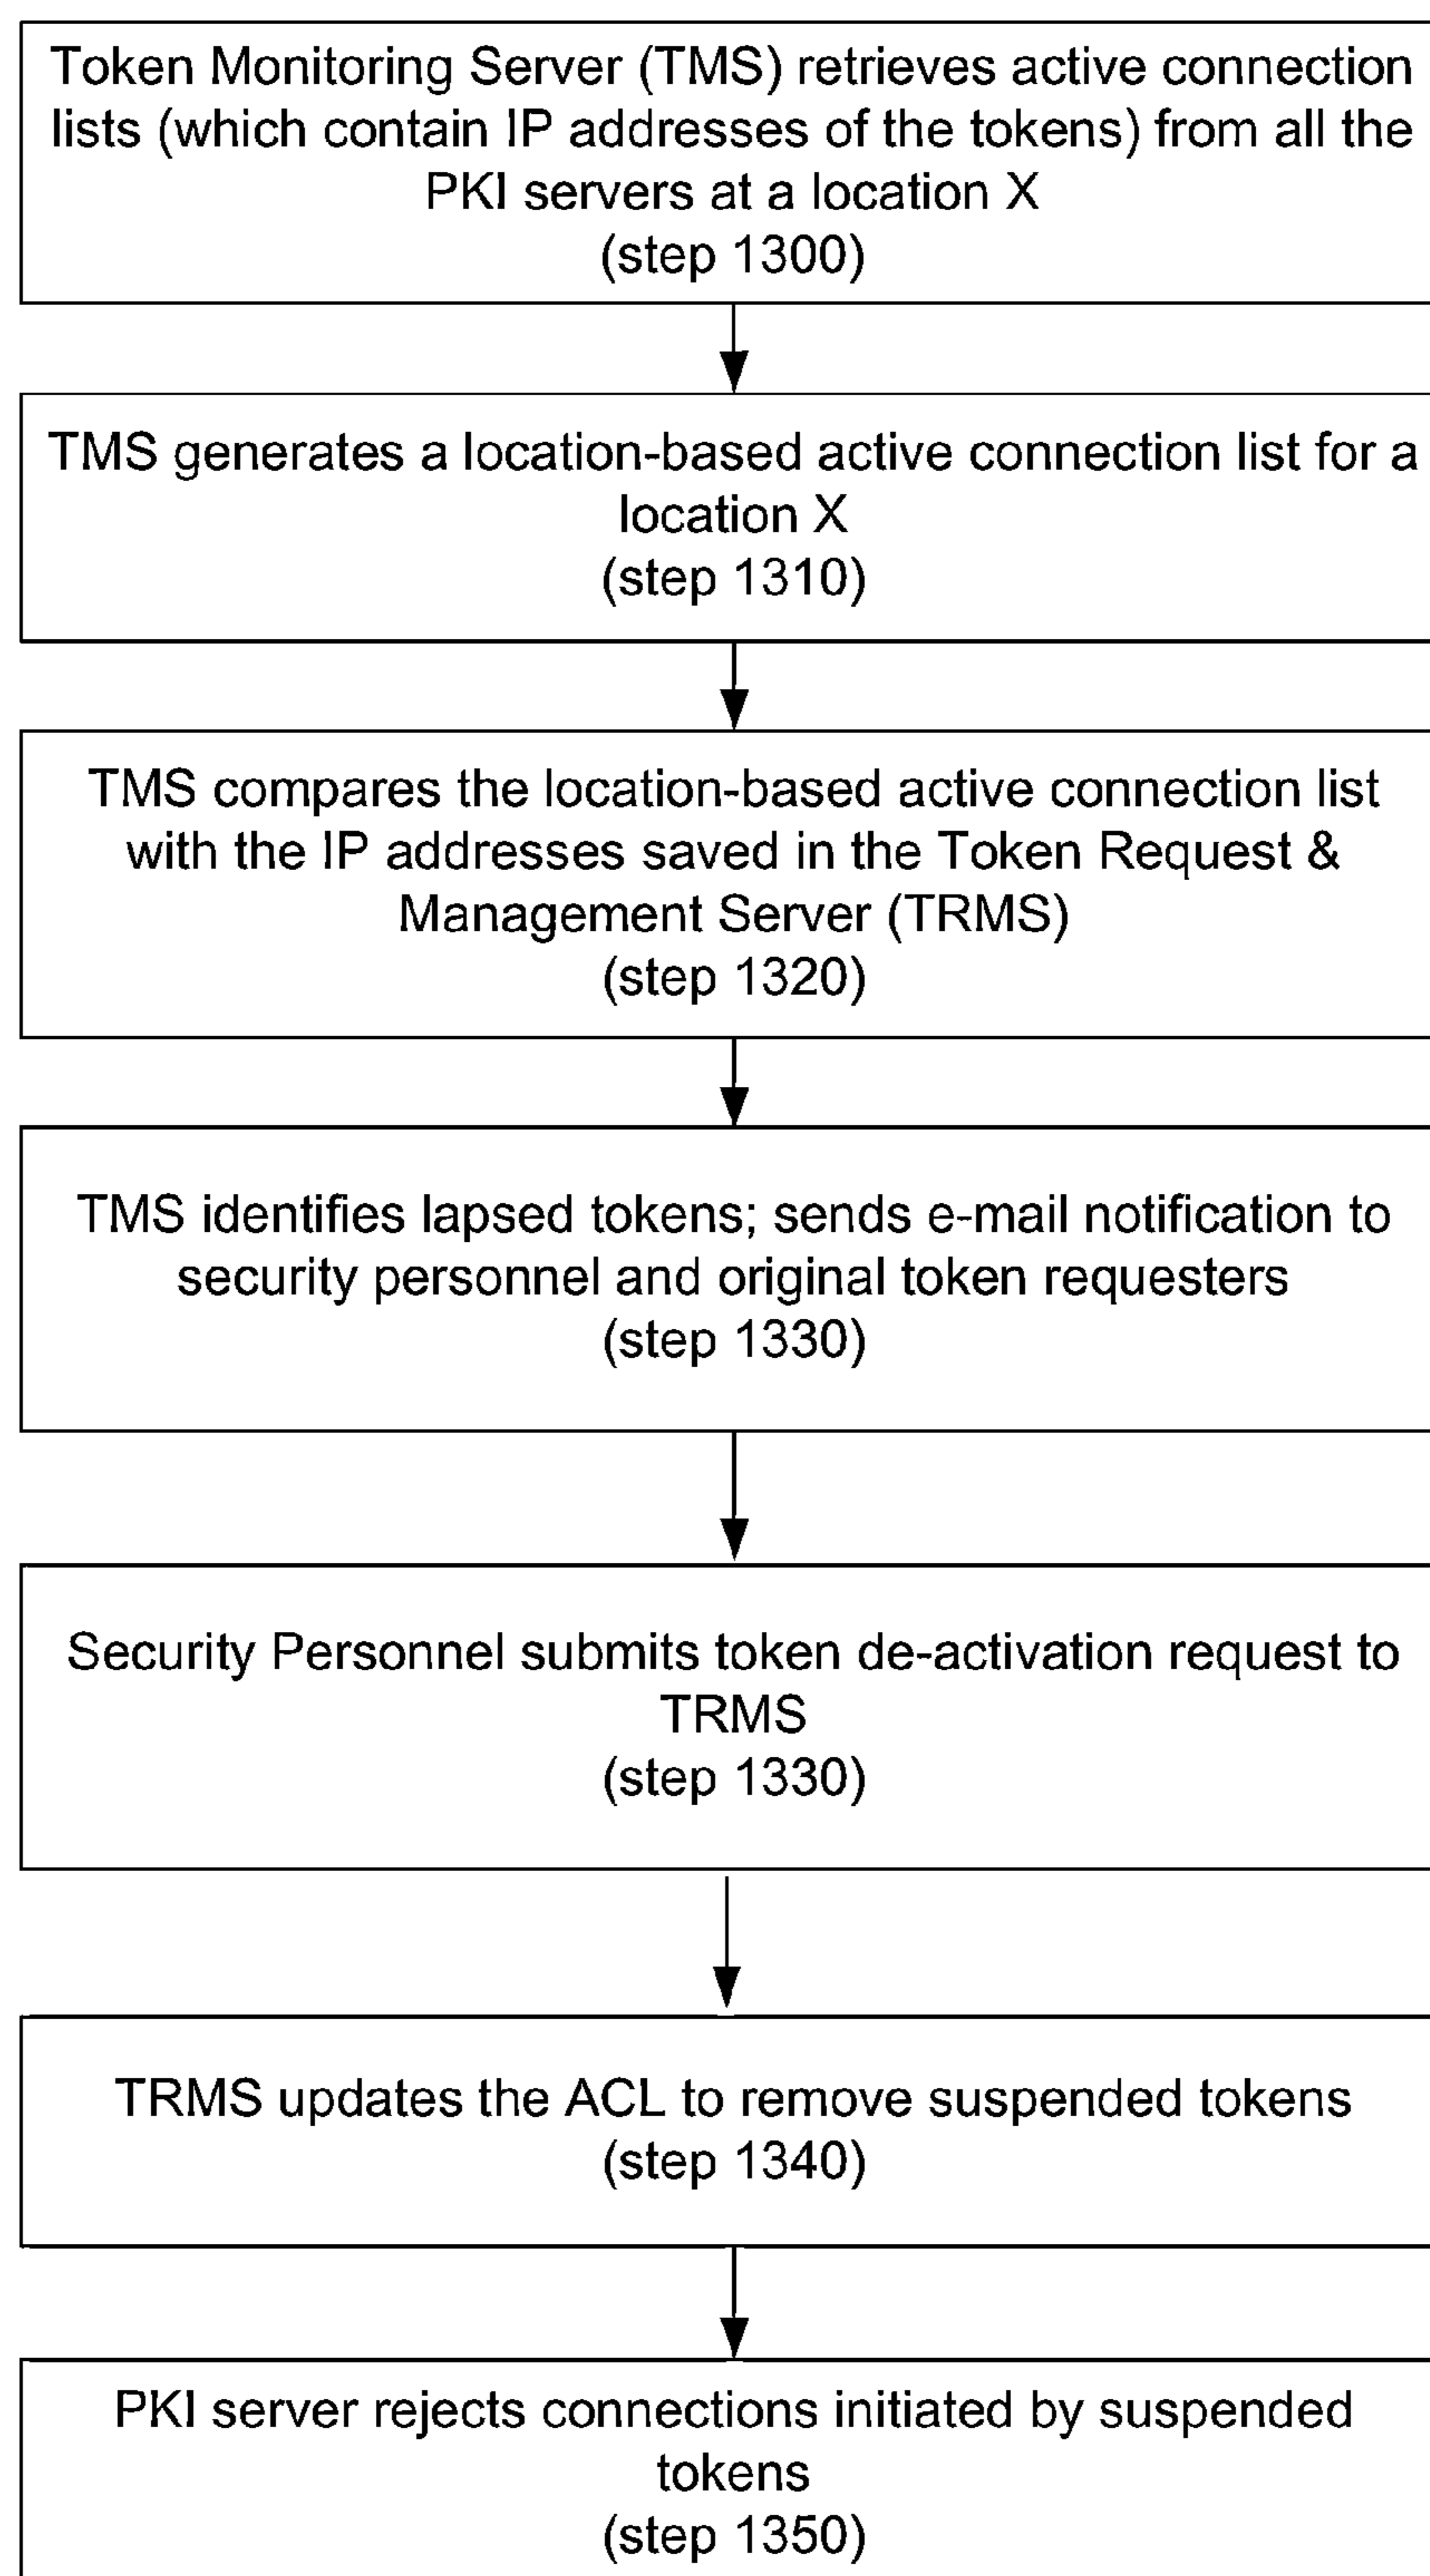 Token Monitoring Server (TMS) retrieves active connection
lists (which contain IP addresses of the tokens) from all the
PKI servers at a location X
(step 1300)
TMS generates a location-based active connection list for a
location X
(step 1310)
TMS compares the location-based active connection list
with the IP addresses saved in the Token Request &
Management Server (TRMS)
(step 1320)
TMS identifies lapsed tokens; sends e-mail notification to
security personnel and original token requesters
(step 1330)
Security Personnel submits token de-activation request to
TRMS
(step 1330)
TRMS updates the ACL to remove suspended tokens
(step 1340)
PKI server rejects connections initiated by suspended
tokens
(step 1350)